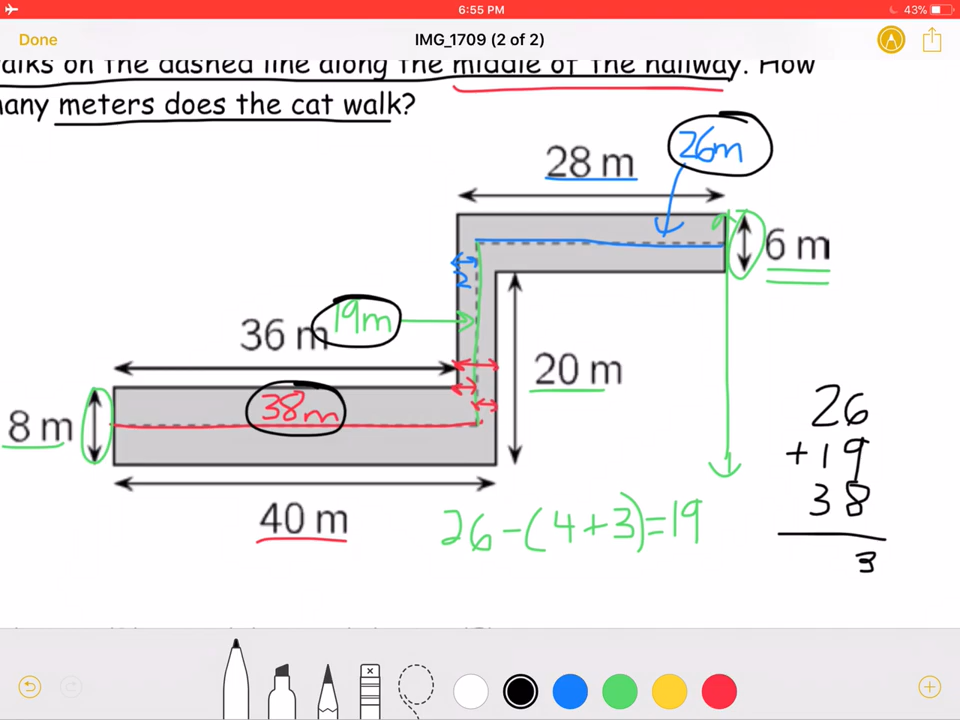 6:55 PM
43%
Done
IMG_1709 (2 of 2)
alks on the dashed line along the middle of the hallway. How
nany meters does the cat walk?
26m
28 m
6 m
19m
36 m
2
20 m
38m
8 m
26
+19
38
3
40 m
26-(4+3)=19